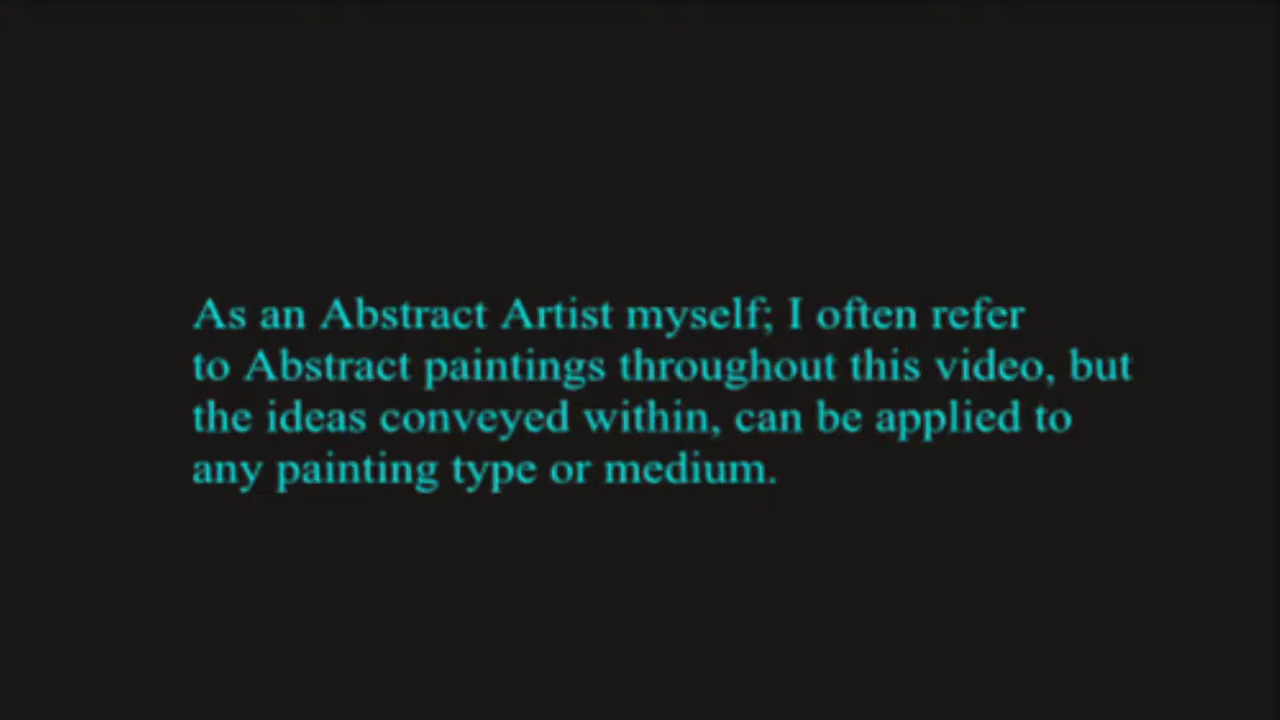 As an Abstract Artist myself; I often refer
to Abstract paintings throughout this video, but
the ideas conveyed within, can be applied to
any painting type or medium.